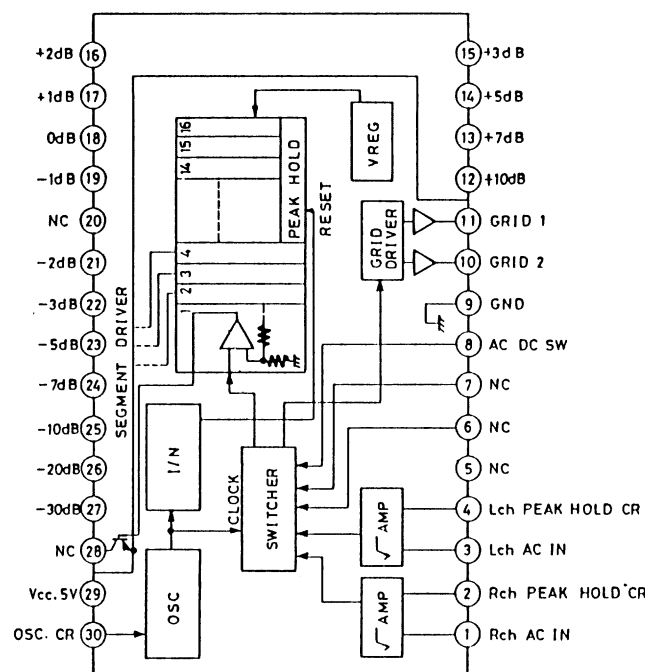 +2dB 16
+1dB 17
0dB 18
-1dB 19
NC 20
-2dB 21
-3dB 22
-5dB 23
-7dB 24
-10dB 25
-20dB 26
-30dB 27
NC 28
Vcc. 5V 29
OSC. CR 30
SEGMENT DRIVER
16
15
14
4
3
2
1
PEAK HOLD
RESET
VREG
GRID DRIVER
I/N
OSC
CLOCK
SWITCHER
√AMP
√AMP
15 +3dB
14 +5dB
13 +7dB
12 +10dB
11 GRID 1
10 GRID 2
9 GND
8 AC DC SW
7 NC
6 NC
5 NC
4 Lch PEAK HOLD CR
3 Lch AC IN
2 Rch PEAK HOLD CR
1 Rch AC IN